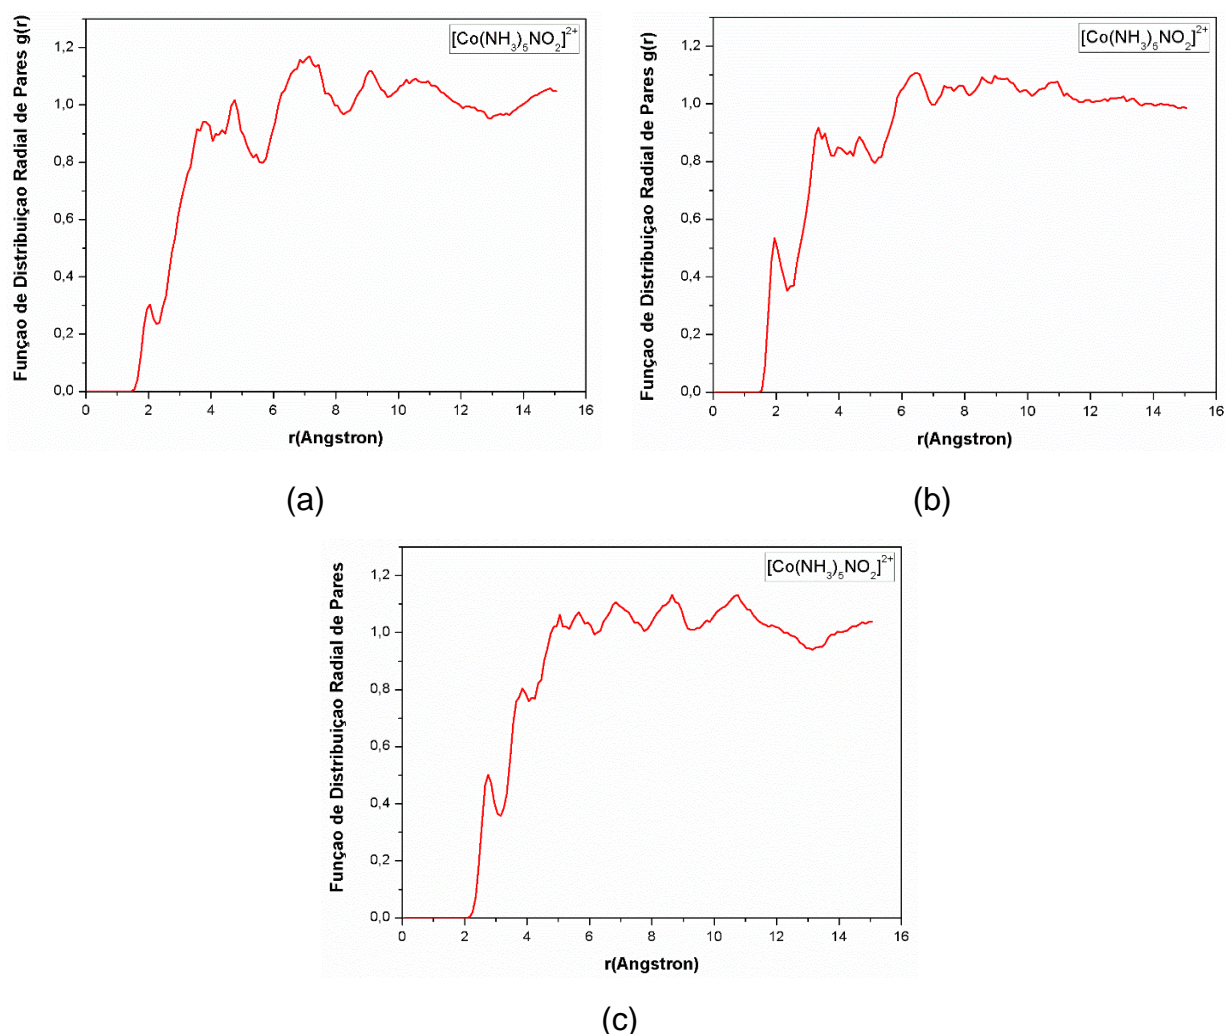 Funçao de Distribuiçao Radial de Pares g(r)
[Co(NH3)5NO2]2+
1,2
1,0
0,8
0,6
0,4
0,2
0,0
0 2 4 6 8 10 12 14 16
r(Angstron)
(a)
Funçao de Distribuiçao Radial de Pares g(r)
[Co(NH3)5NO2]2+
1,2
1,0
0,8
0,6
0,4
0,2
0,0
0 2 4 6 8 10 12 14 16
r(Angstron)
(b)
Funçao de Distribuiçao Radial de Pares
[Co(NH3)5NO2]2+
1,2
1,0
0,8
0,6
0,4
0,2
0,0
0 2 4 6 8 10 12 14 16
r(Angstron)
(c)